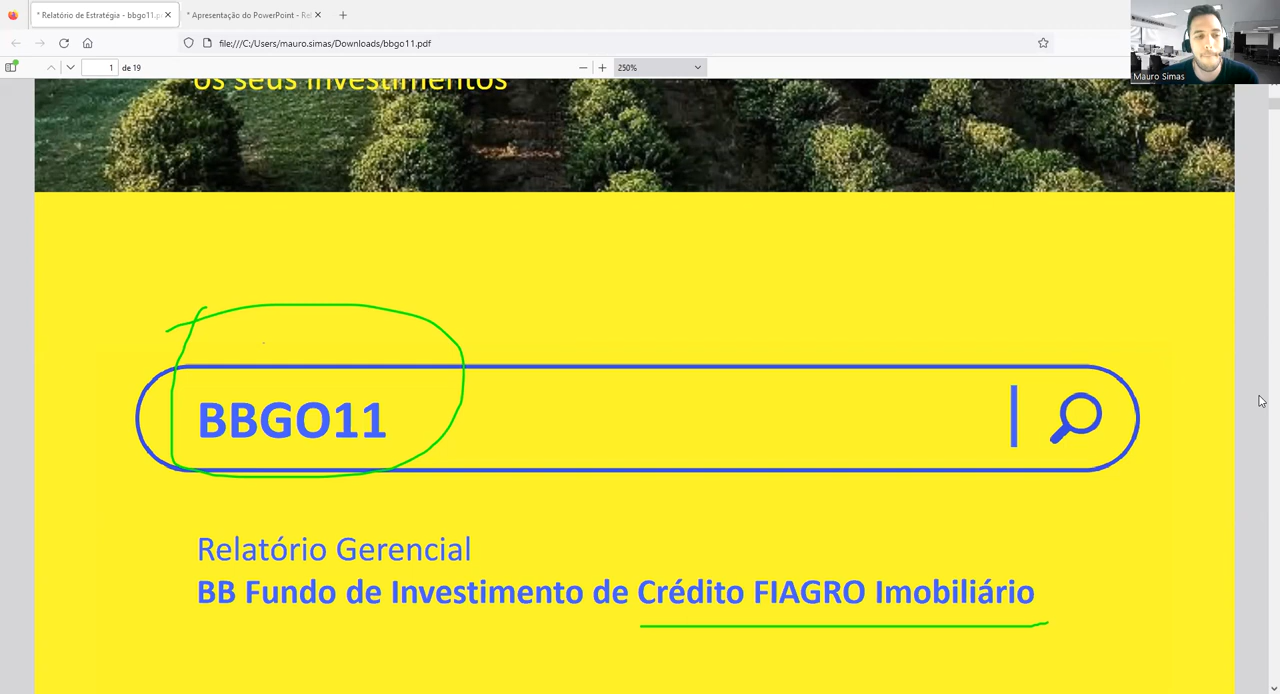 * Relatório de Estratégia - bbgo11.p
* Apresentação do PowerPoint - Re
file:///C:/Users/mauro.simas/Downloads/bbgo11.pdf
1 de 19
250%
Mauro Simas
os seus investimentos
BBGO11
Relatório Gerencial
BB Fundo de Investimento de Crédito FIAGRO Imobiliário